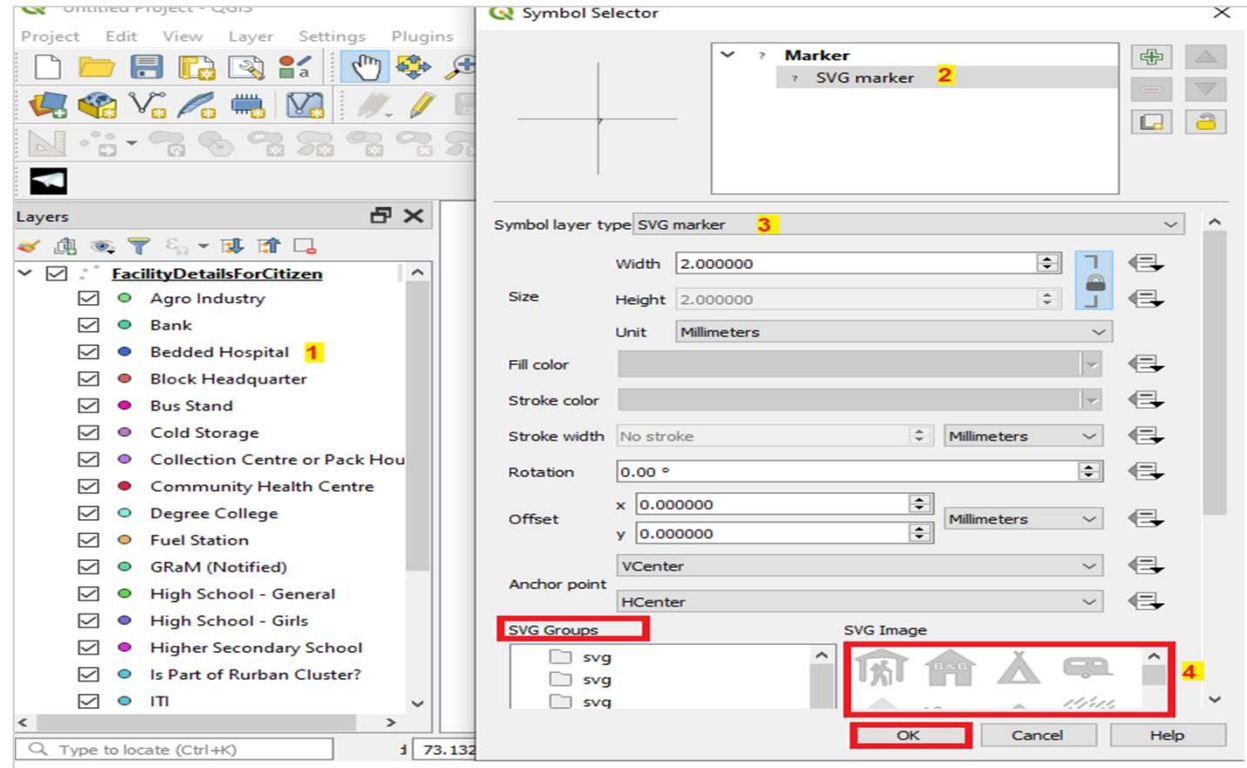 Untitled Project - QGIS
Project Edit View Layer Settings Plugins
a
Layers
FacilityDetailsForCitizen
Agro Industry
Bank
Bedded Hospital 1
Block Headquarter
Bus Stand
Cold Storage
Collection Centre or Pack Hou
Community Health Centre
Degree College
Fuel Station
GRaM (Notified)
High School - General
High School - Girls
Higher Secondary School
Is Part of Rurban Cluster?
ITI
Type to locate (Ctrl+K) 73.132
Symbol Selector
? Marker
? SVG marker 2
Symbol layer type SVG marker 3
Size
Width 2.000000
Height 2.000000
Unit Millimeters
Fill color
Stroke color
Stroke width No stroke Millimeters
Rotation 0.00 °
Offset
x 0.000000 Millimeters
y 0.000000
Anchor point
VCenter
HCenter
SVG Groups SVG Image
svg
svg
svg
B&B
4
OK Cancel Help